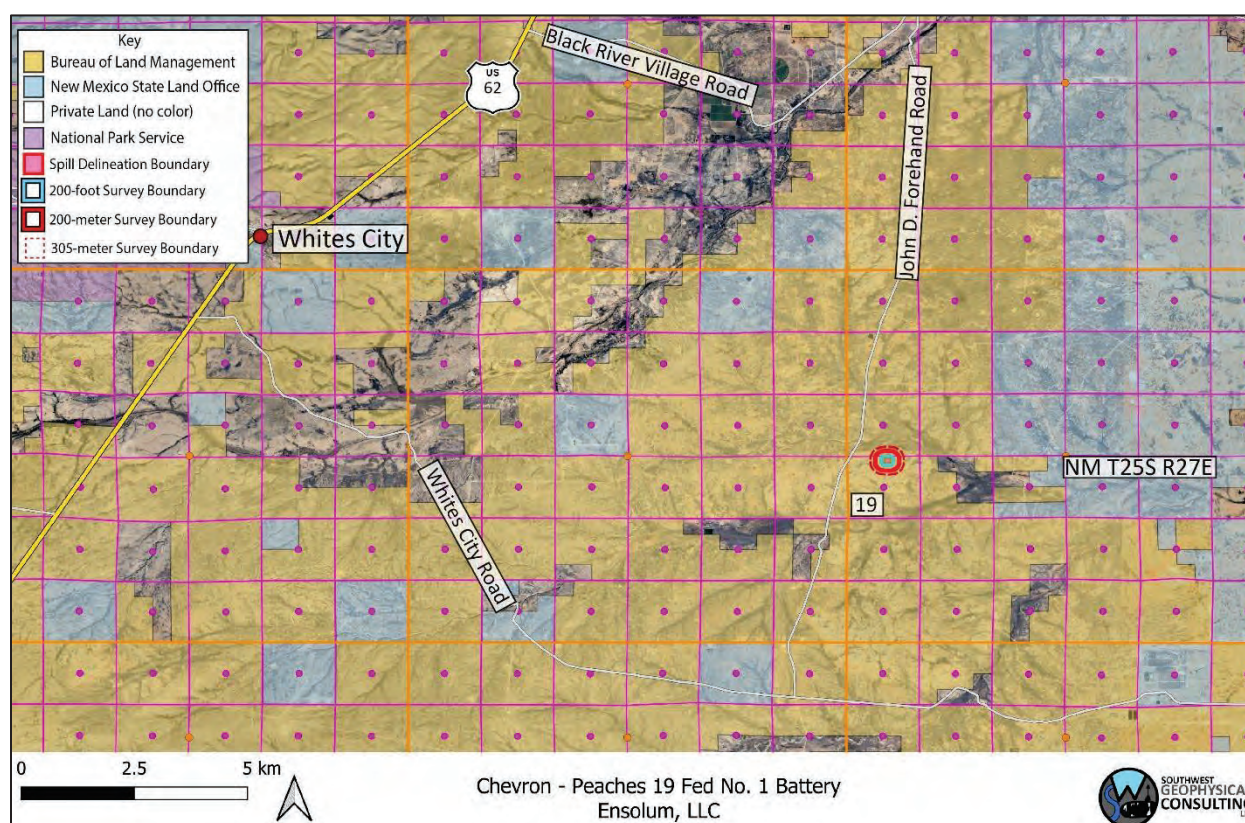 Key
Bureau of Land Management
New Mexico State Land Office
Private Land (no color)
National Park Service
Spill Delineation Boundary
200-foot Survey Boundary
200-meter Survey Boundary
305-meter Survey Boundary
US
62
Black River Village Road
John D. Forehand Road
Whites City
NM T25S R27E
19
Whites City Road
0 2.5 5 km
Chevron - Peaches 19 Fed No. 1 Battery
Ensolum, LLC
SOUTHWEST
GEOPHYSICAL
CONSULTING